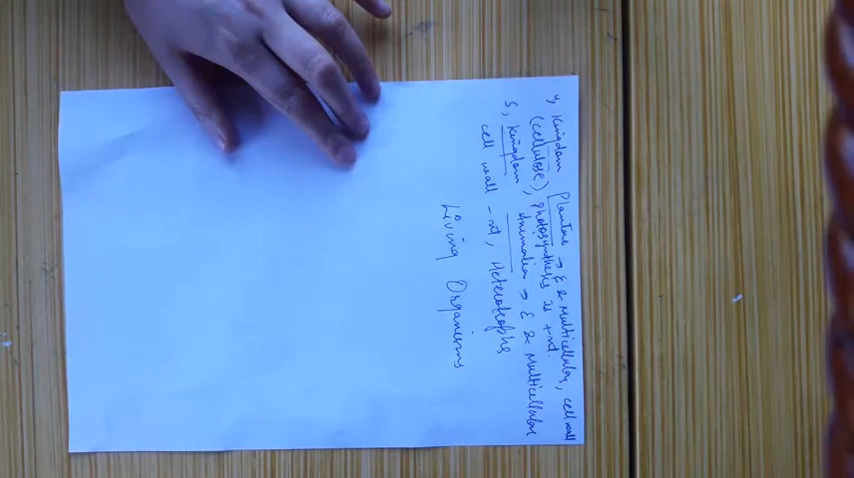 4, Kingdom Plantae → E & Multicellular, cell wall
(cellulose), Photosynthesis is +nt.
5, Kingdom Animalia → E & Multicellular
cell wall -nt, Heterotrophs
Living Organisms